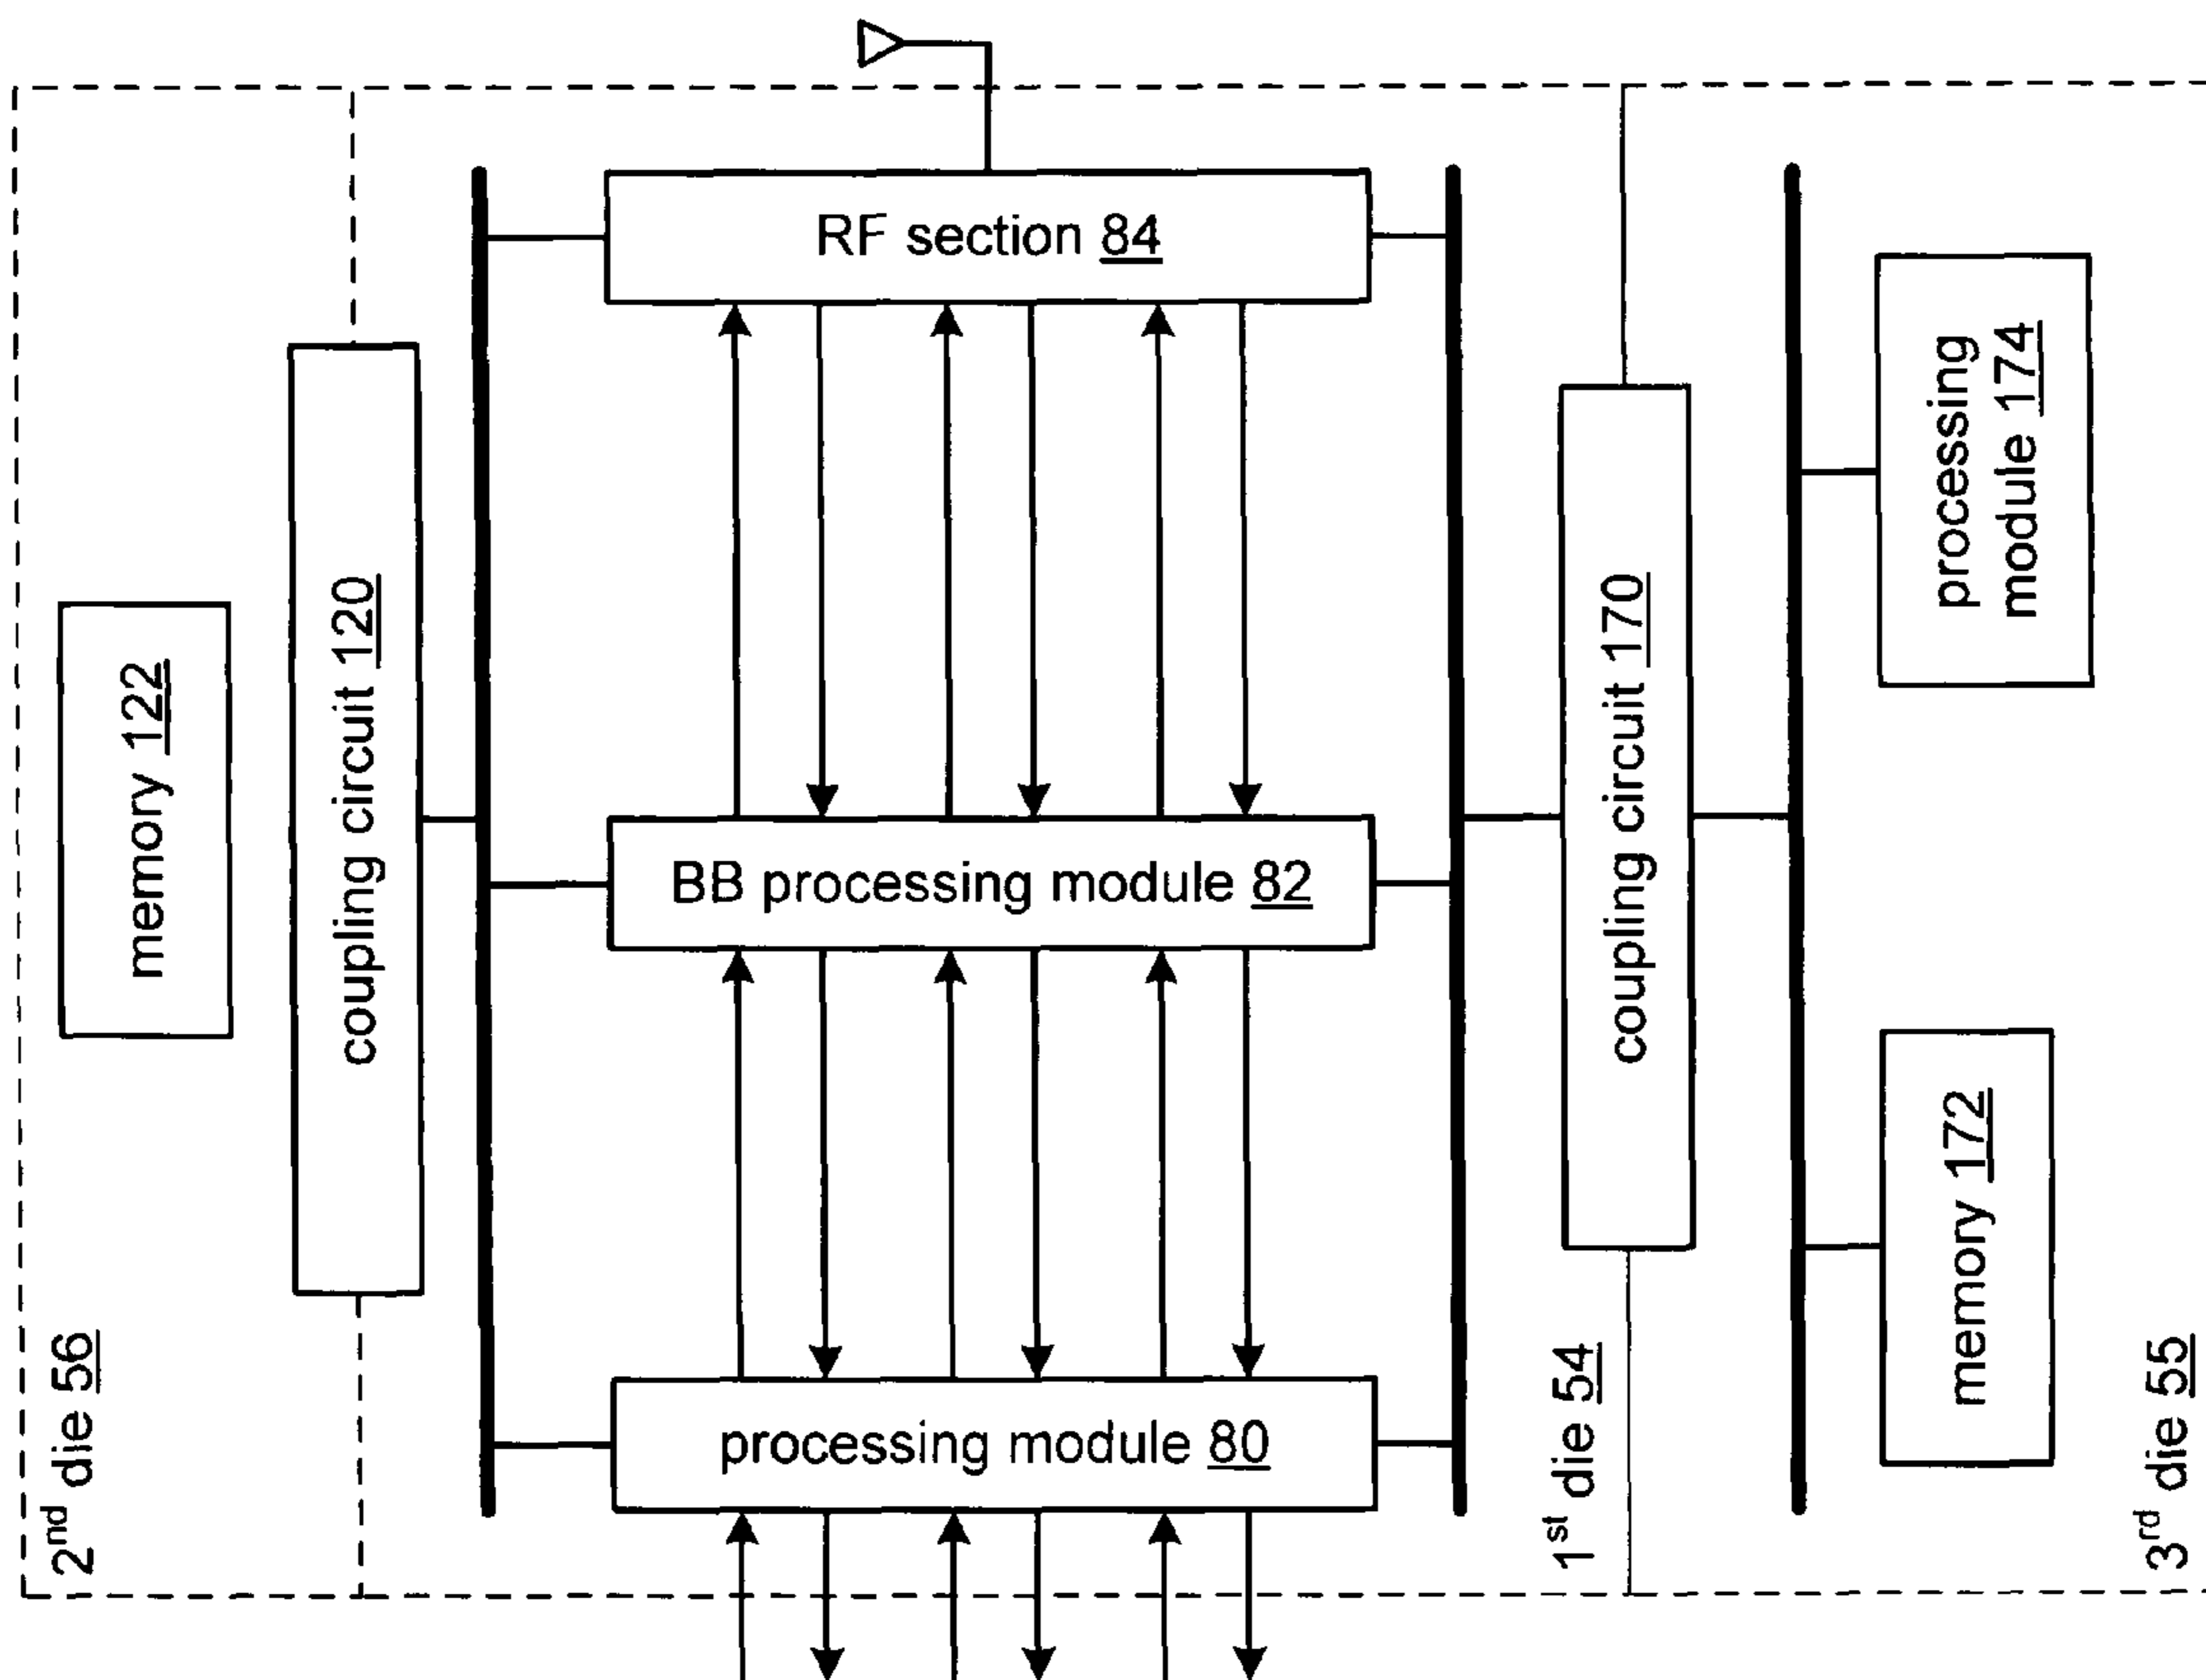 RF section 84
memory 122
coupling circuit 120
BB processing module 82
processing module 80
coupling circuit 170
processing
module 174
memory 172
2nd die 56
1st die 54
3rd die 55